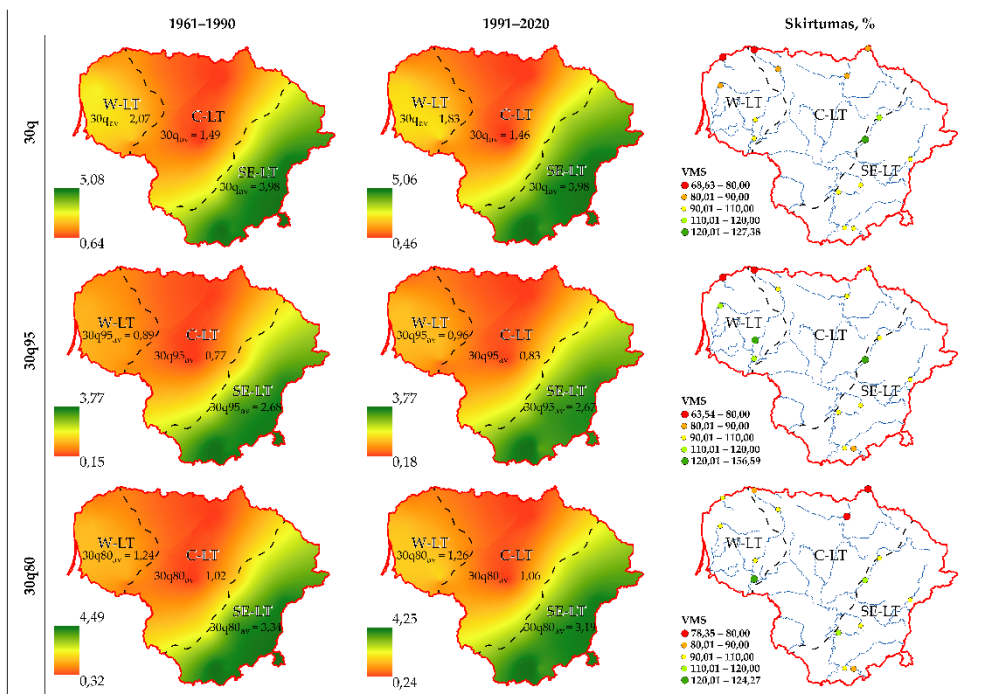 1961–1990
1991–2020
Skirtumas, %
30q
W-LT
30qav 2,07
C-LT
30qav = 1,49
SE-LT
30qav = 3,98
5,08
0,64
W-LT
30qav 1,83
C-LT
30qav = 1,46
SE-LT
30qav = 3,98
5,06
0,46
W-LT
C-LT
SE-LT
VMS
68,63 – 80,00
80,01 – 90,00
90,01 – 110,00
110,01 – 120,00
120,01 – 127,38
30q95
W-LT
30q95av = 0,89
C-LT
30q95av 0,77
SE-LT
30q95av = 2,68
3,77
0,15
W-LT
30q95av = 0,96
C-LT
30q95av 0,83
SE-LT
30q95av = 2,62
3,77
0,18
W-LT
C-LT
SE-LT
VMS
63,54 – 80,00
80,01 – 90,00
90,01 – 110,00
110,01 – 120,00
120,01 – 156,59
30q80
W-LT
30q80av = 1,24
C-LT
30q80av 1,02
SE-LT
30q80av = 3,34
4,49
0,32
W-LT
30q80av = 1,26
C-LT
30q80av 1,06
SE-LT
30q80av = 3,19
4,25
0,24
W-LT
C-LT
SE-LT
VMS
78,35 – 80,00
80,01 – 90,00
90,01 – 110,00
110,01 – 120,00
120,01 – 124,27